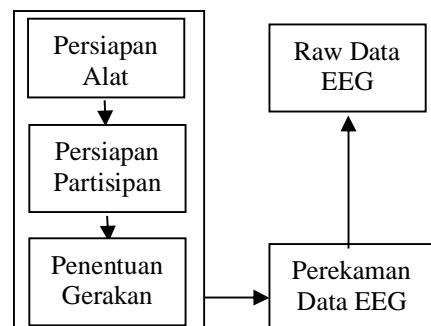 Persiapan
Alat
Persiapan
Partisipan
Penentuan
Gerakan
Perekaman
Data EEG
Raw Data
EEG